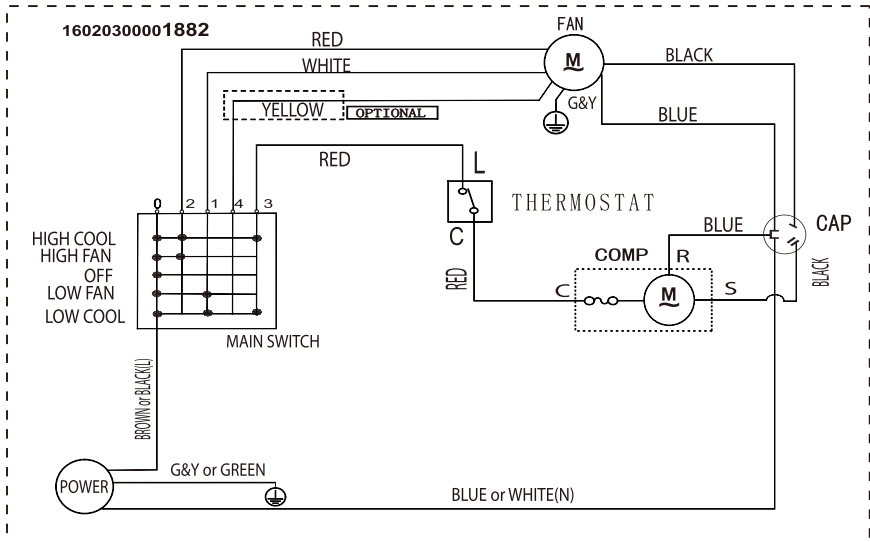 16020300001882
FAN
RED
M
BLACK
WHITE
G&Y
YELLOW
OPTIONAL
BLUE
RED
L
THERMOSTAT
0 2 1 4 3
C
BLUE
CAP
HIGH COOL
HIGH FAN
OFF
LOW FAN
LOW COOL
COMP
R
RED
BLACK
C
M
S
MAIN SWITCH
BROWN or BLACK(L)
G&Y or GREEN
POWER
BLUE or WHITE(N)